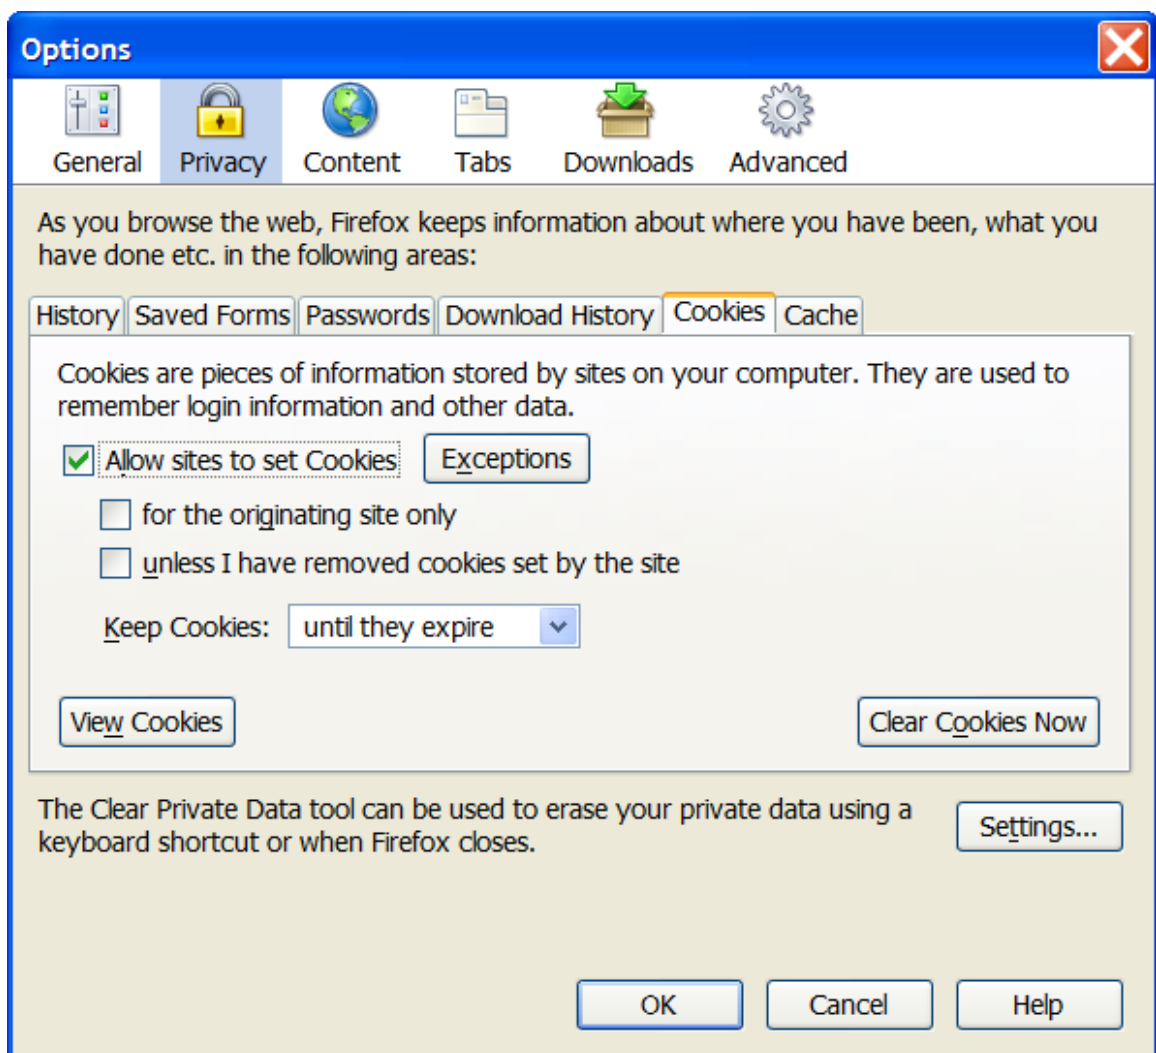 Options
General Privacy Content Tabs Downloads Advanced
As you browse the web, Firefox keeps information about where you have been, what you
have done etc. in the following areas:
History Saved Forms Passwords Download History Cookies Cache
Cookies are pieces of information stored by sites on your computer. They are used to
remember login information and other data.
Allow sites to set Cookies Exceptions
for the originating site only
unless I have removed cookies set by the site
Keep Cookies: until they expire
View Cookies Clear Cookies Now
The Clear Private Data tool can be used to erase your private data using a
keyboard shortcut or when Firefox closes.
Settings...
OK Cancel Help